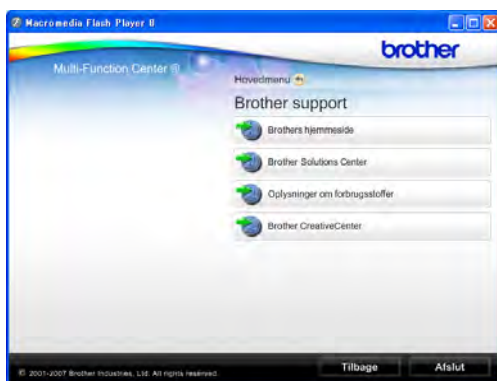 Macromedia Flash Player 8
brother
Multi-Function Center ®
Hovedmenu
Brother support
Brothers hjemmeside
Brother Solutions Center
Oplysninger om forbrugsstoffer
Brother CreativeCenter
© 2001-2007 Brother Industries, Ltd. All rights reserved.
Tilbage
Afslut